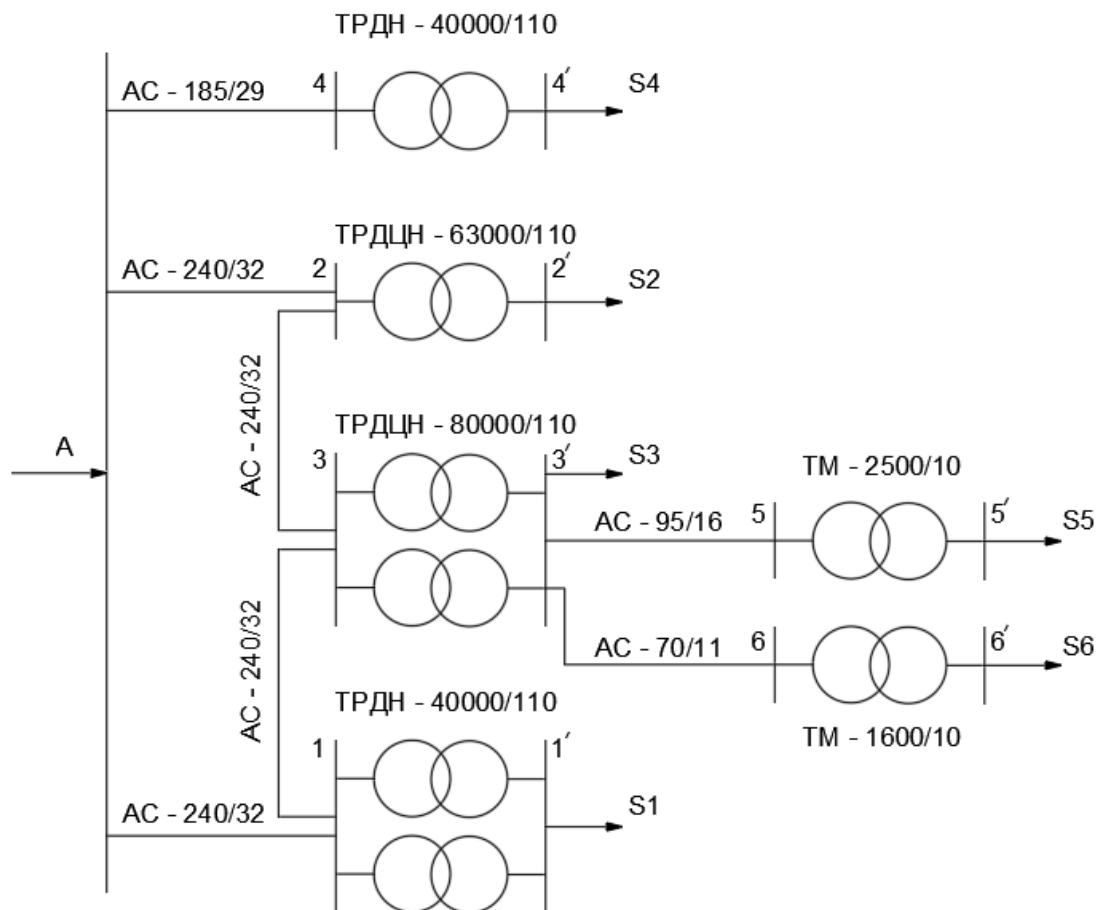 ТРДН - 40000/110
АС - 185/29
4
4′
S4
ТРДЦН - 63000/110
АС - 240/32
2
2′
S2
АС - 240/32
ТРДЦН - 80000/110
А
3
3′
S3
ТМ - 2500/10
АС - 95/16
5
5′
S5
АС - 240/32
АС - 70/11
6
6′
S6
ТРДН - 40000/110
ТМ - 1600/10
1
1′
АС - 240/32
S1